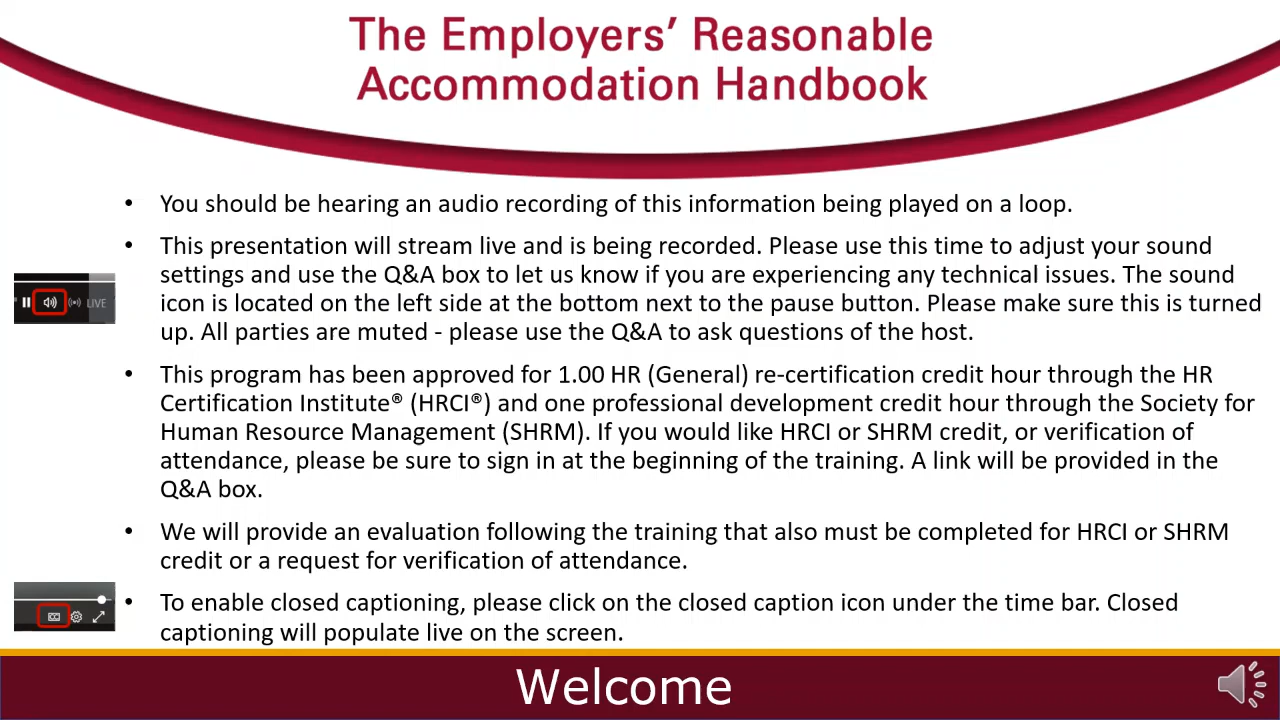 The Employers’ Reasonable
Accommodation Handbook
• You should be hearing an audio recording of this information being played on a loop.
• This presentation will stream live and is being recorded. Please use this time to adjust your sound
settings and use the Q&A box to let us know if you are experiencing any technical issues. The sound
icon is located on the left side at the bottom next to the pause button. Please make sure this is turned
up. All parties are muted - please use the Q&A to ask questions of the host.
LIVE
• This program has been approved for 1.00 HR (General) re-certification credit hour through the HR
Certification Institute® (HRCI®) and one professional development credit hour through the Society for
Human Resource Management (SHRM). If you would like HRCI or SHRM credit, or verification of
attendance, please be sure to sign in at the beginning of the training. A link will be provided in the
Q&A box.
• We will provide an evaluation following the training that also must be completed for HRCI or SHRM
credit or a request for verification of attendance.
• To enable closed captioning, please click on the closed caption icon under the time bar. Closed
captioning will populate live on the screen.
CC
Welcome